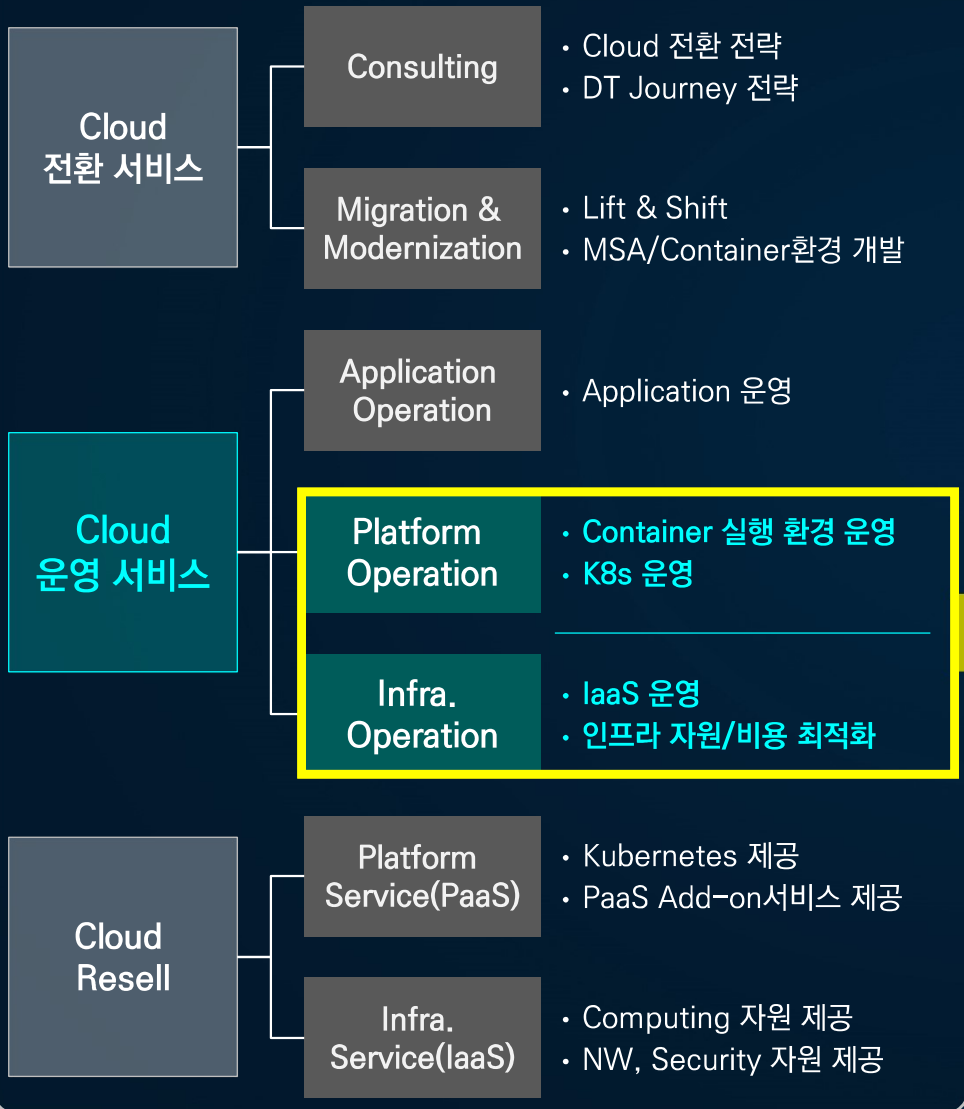 Cloud
전환 서비스
Consulting
• Cloud 전환 전략
• DT Journey 전략
Migration &
Modernization
• Lift & Shift
• MSA/Container환경 개발
Cloud
운영 서비스
Application
Operation
• Application 운영
Platform
Operation
• Container 실행 환경 운영
• K8s 운영
Infra.
Operation
• IaaS 운영
• 인프라 자원/비용 최적화
Cloud
Resell
Platform
Service(PaaS)
• Kubernetes 제공
• PaaS Add-on서비스 제공
Infra.
Service(IaaS)
• Computing 자원 제공
• NW, Security 자원 제공